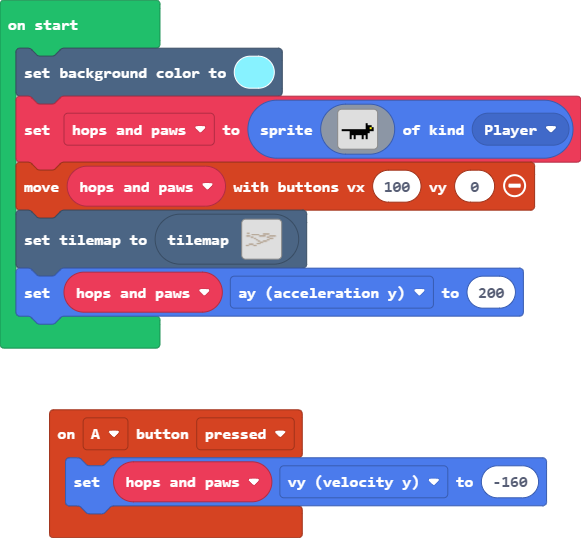 on start
set background color to
set hops and paws to sprite of kind Player
move hops and paws with buttons vx 100 vy 0
set tilemap to tilemap
set hops and paws ay (acceleration y) to 200
on A button pressed
set hops and paws vy (velocity y) to -160